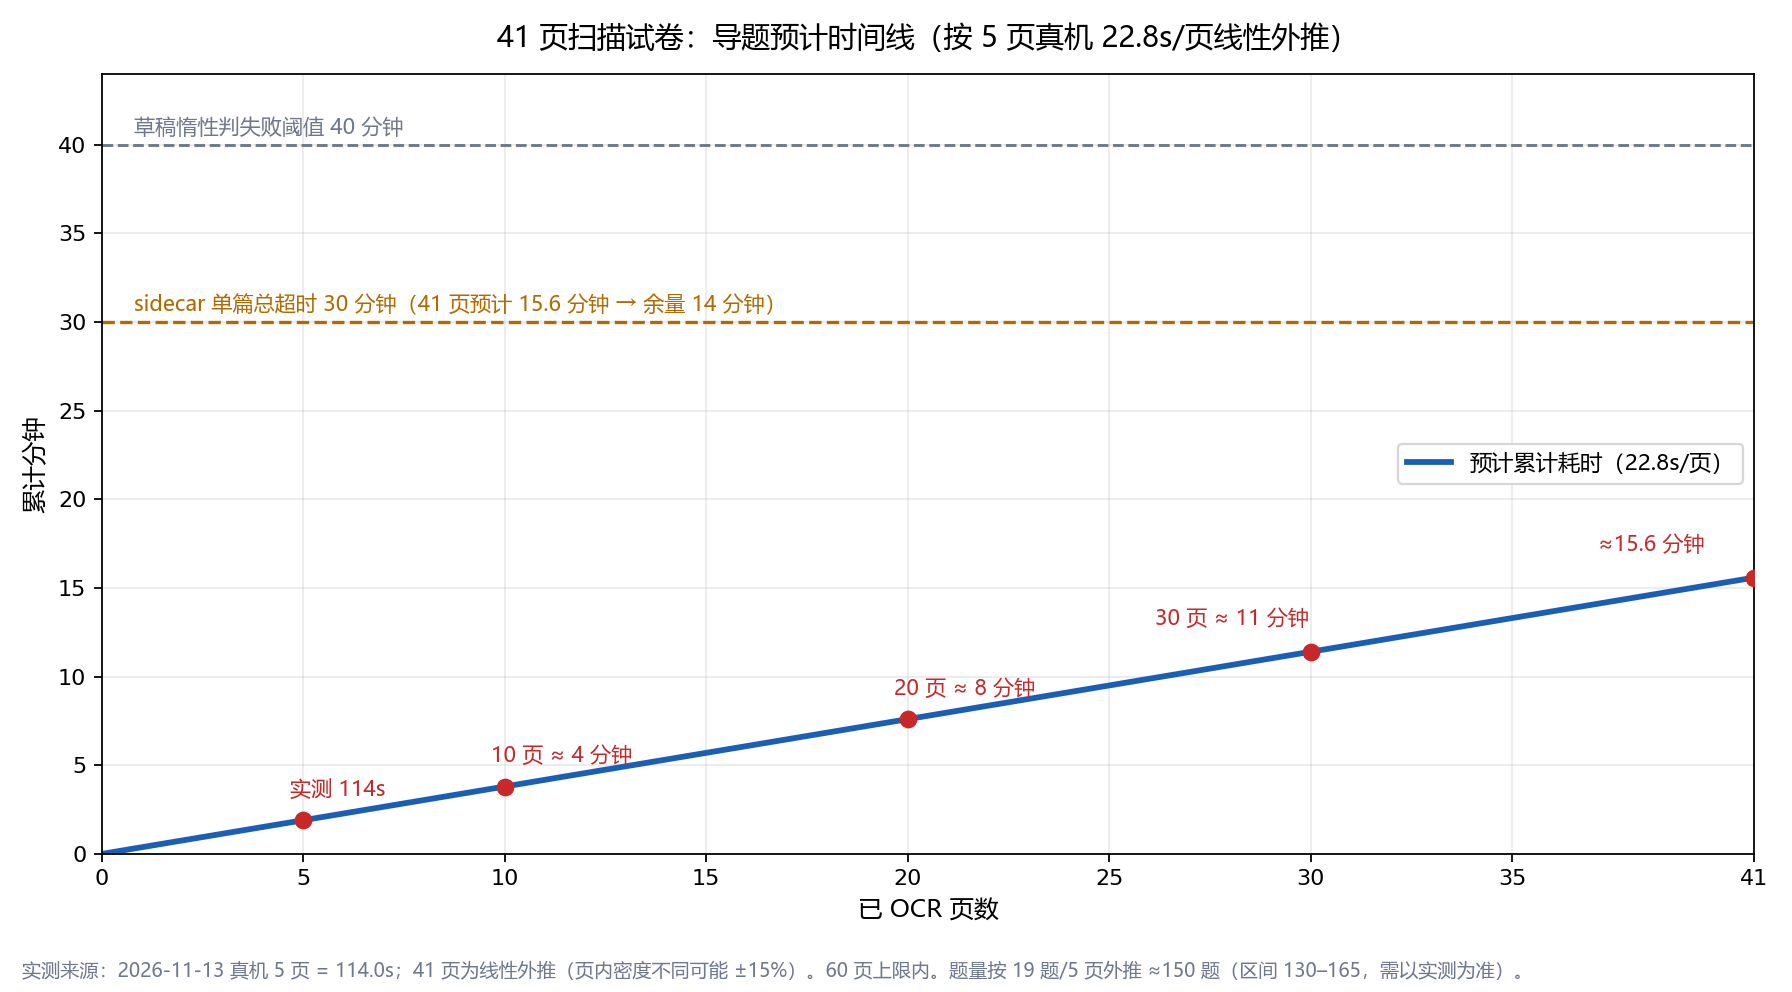 41 页扫描试卷：导题预计时间线（按 5 页真机 22.8s/页线性外推）
草稿惰性判失败阈值 40 分钟
40
35
sidecar 单篇总超时 30 分钟（41 页预计 15.6 分钟 → 余量 14 分钟）
30
25
累计分钟
预计累计耗时（22.8s/页）
20
≈15.6 分钟
15
30 页 ≈ 11 分钟
10
20 页 ≈ 8 分钟
10 页 ≈ 4 分钟
5
实测 114s
0
0 5 10 15 20 25 30 35 41
已 OCR 页数
实测来源：2026-11-13 真机 5 页 = 114.0s；41 页为线性外推（页内密度不同可能 ±15%）。60 页上限内。题量按 19 题/5 页外推 ≈150 题（区间 130–165，需以实测为准）。